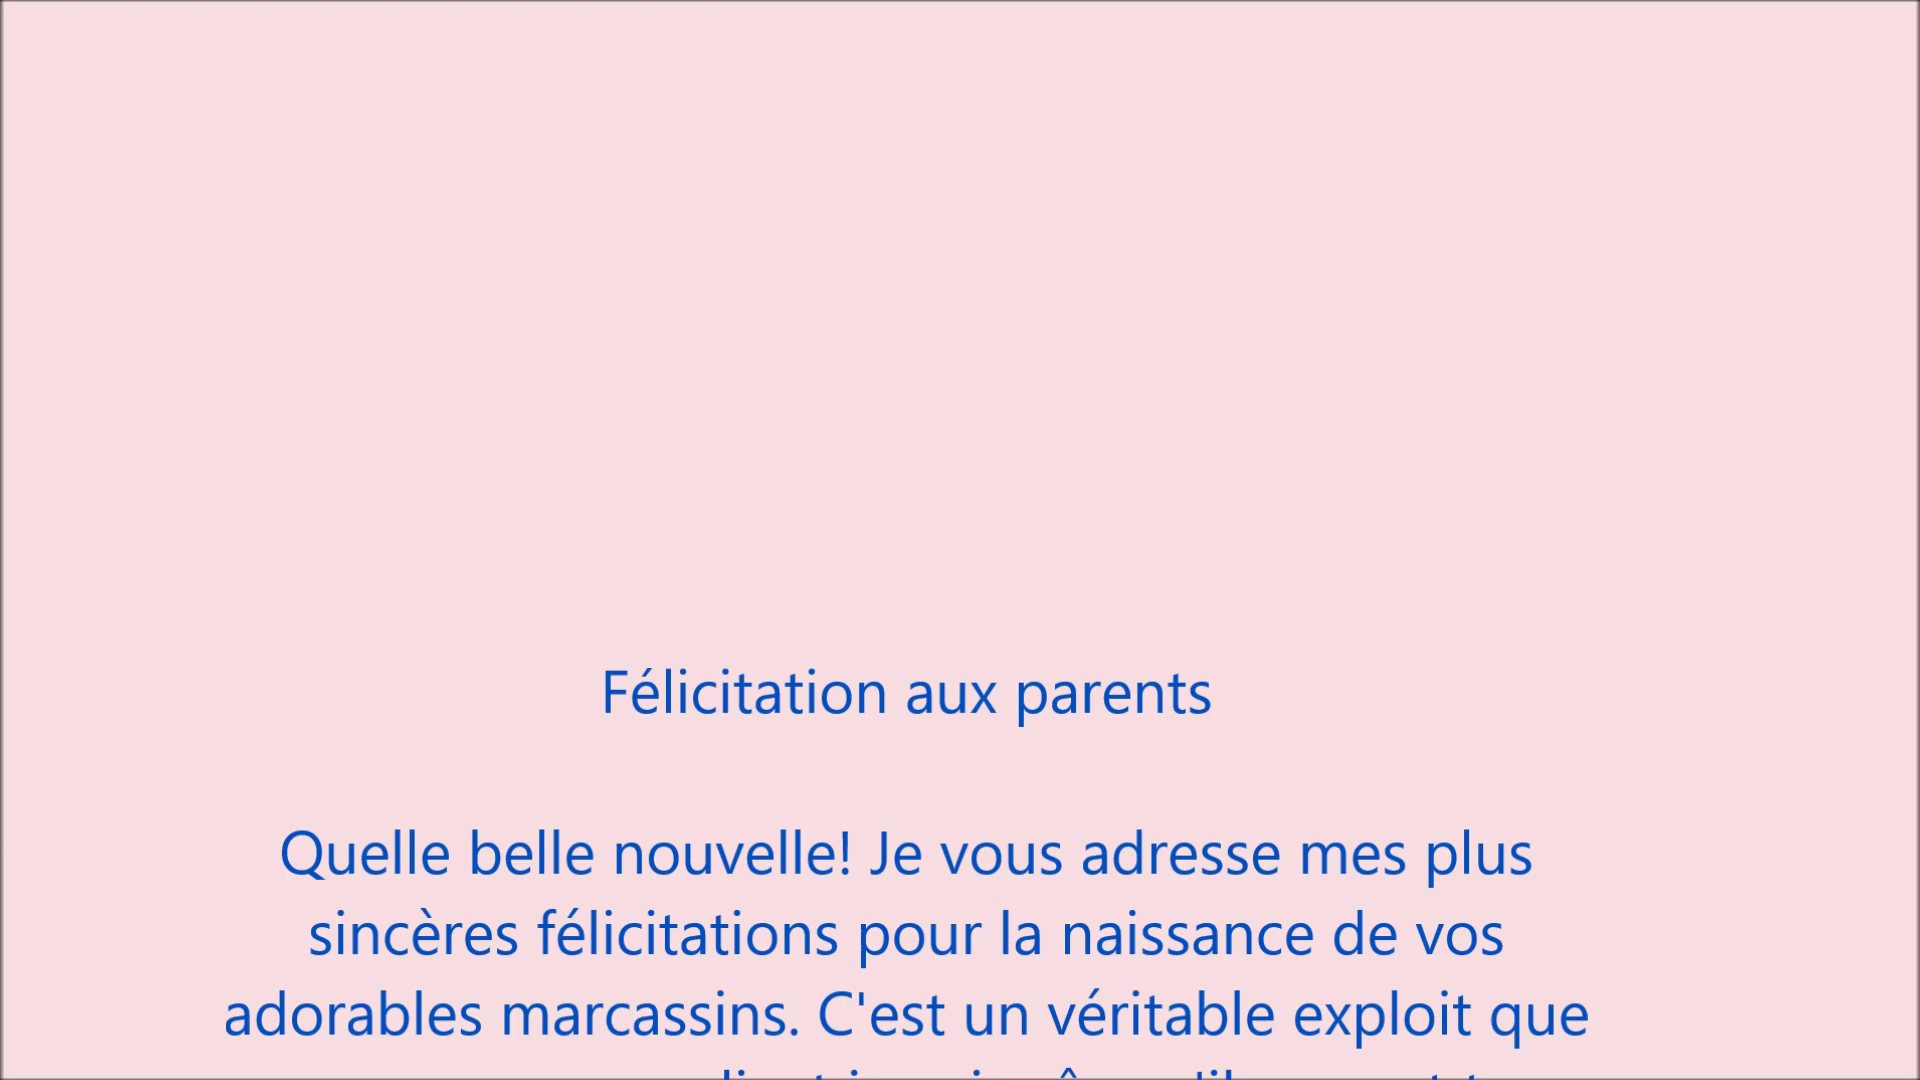 Félicitation aux parents
Quelle belle nouvelle! Je vous adresse mes plus
sincères félicitations pour la naissance de vos
adorables marcassins. C'est un véritable exploit que